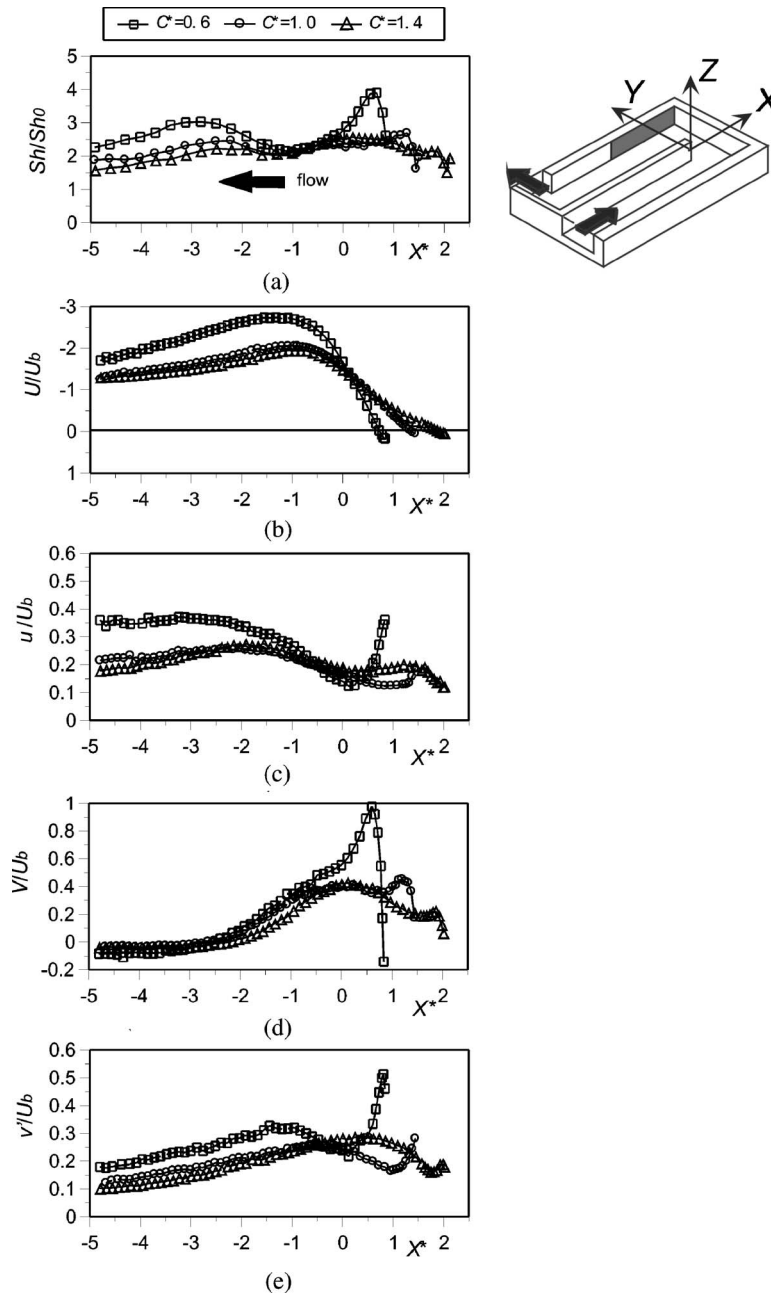 C*=0.6 C*=1.0 C*=1.4
Sh/Sh0
5
4
3
2
1
0
flow
-5 -4 -3 -2 -1 0 1 2
X*
(a)
Y Z X
U/Ub
-3
-2
-1
0
1
-5 -4 -3 -2 -1 0 1 2
X*
(b)
u/Ub
0.6
0.5
0.4
0.3
0.2
0.1
0
-5 -4 -3 -2 -1 0 1 2
X*
(c)
V/Ub
1
0.8
0.6
0.4
0.2
0
-0.2
-5 -4 -3 -2 -1 0 1 2
X*
(d)
v'/Ub
0.6
0.5
0.4
0.3
0.2
0.1
0
-5 -4 -3 -2 -1 0 1 2
X*
(e)